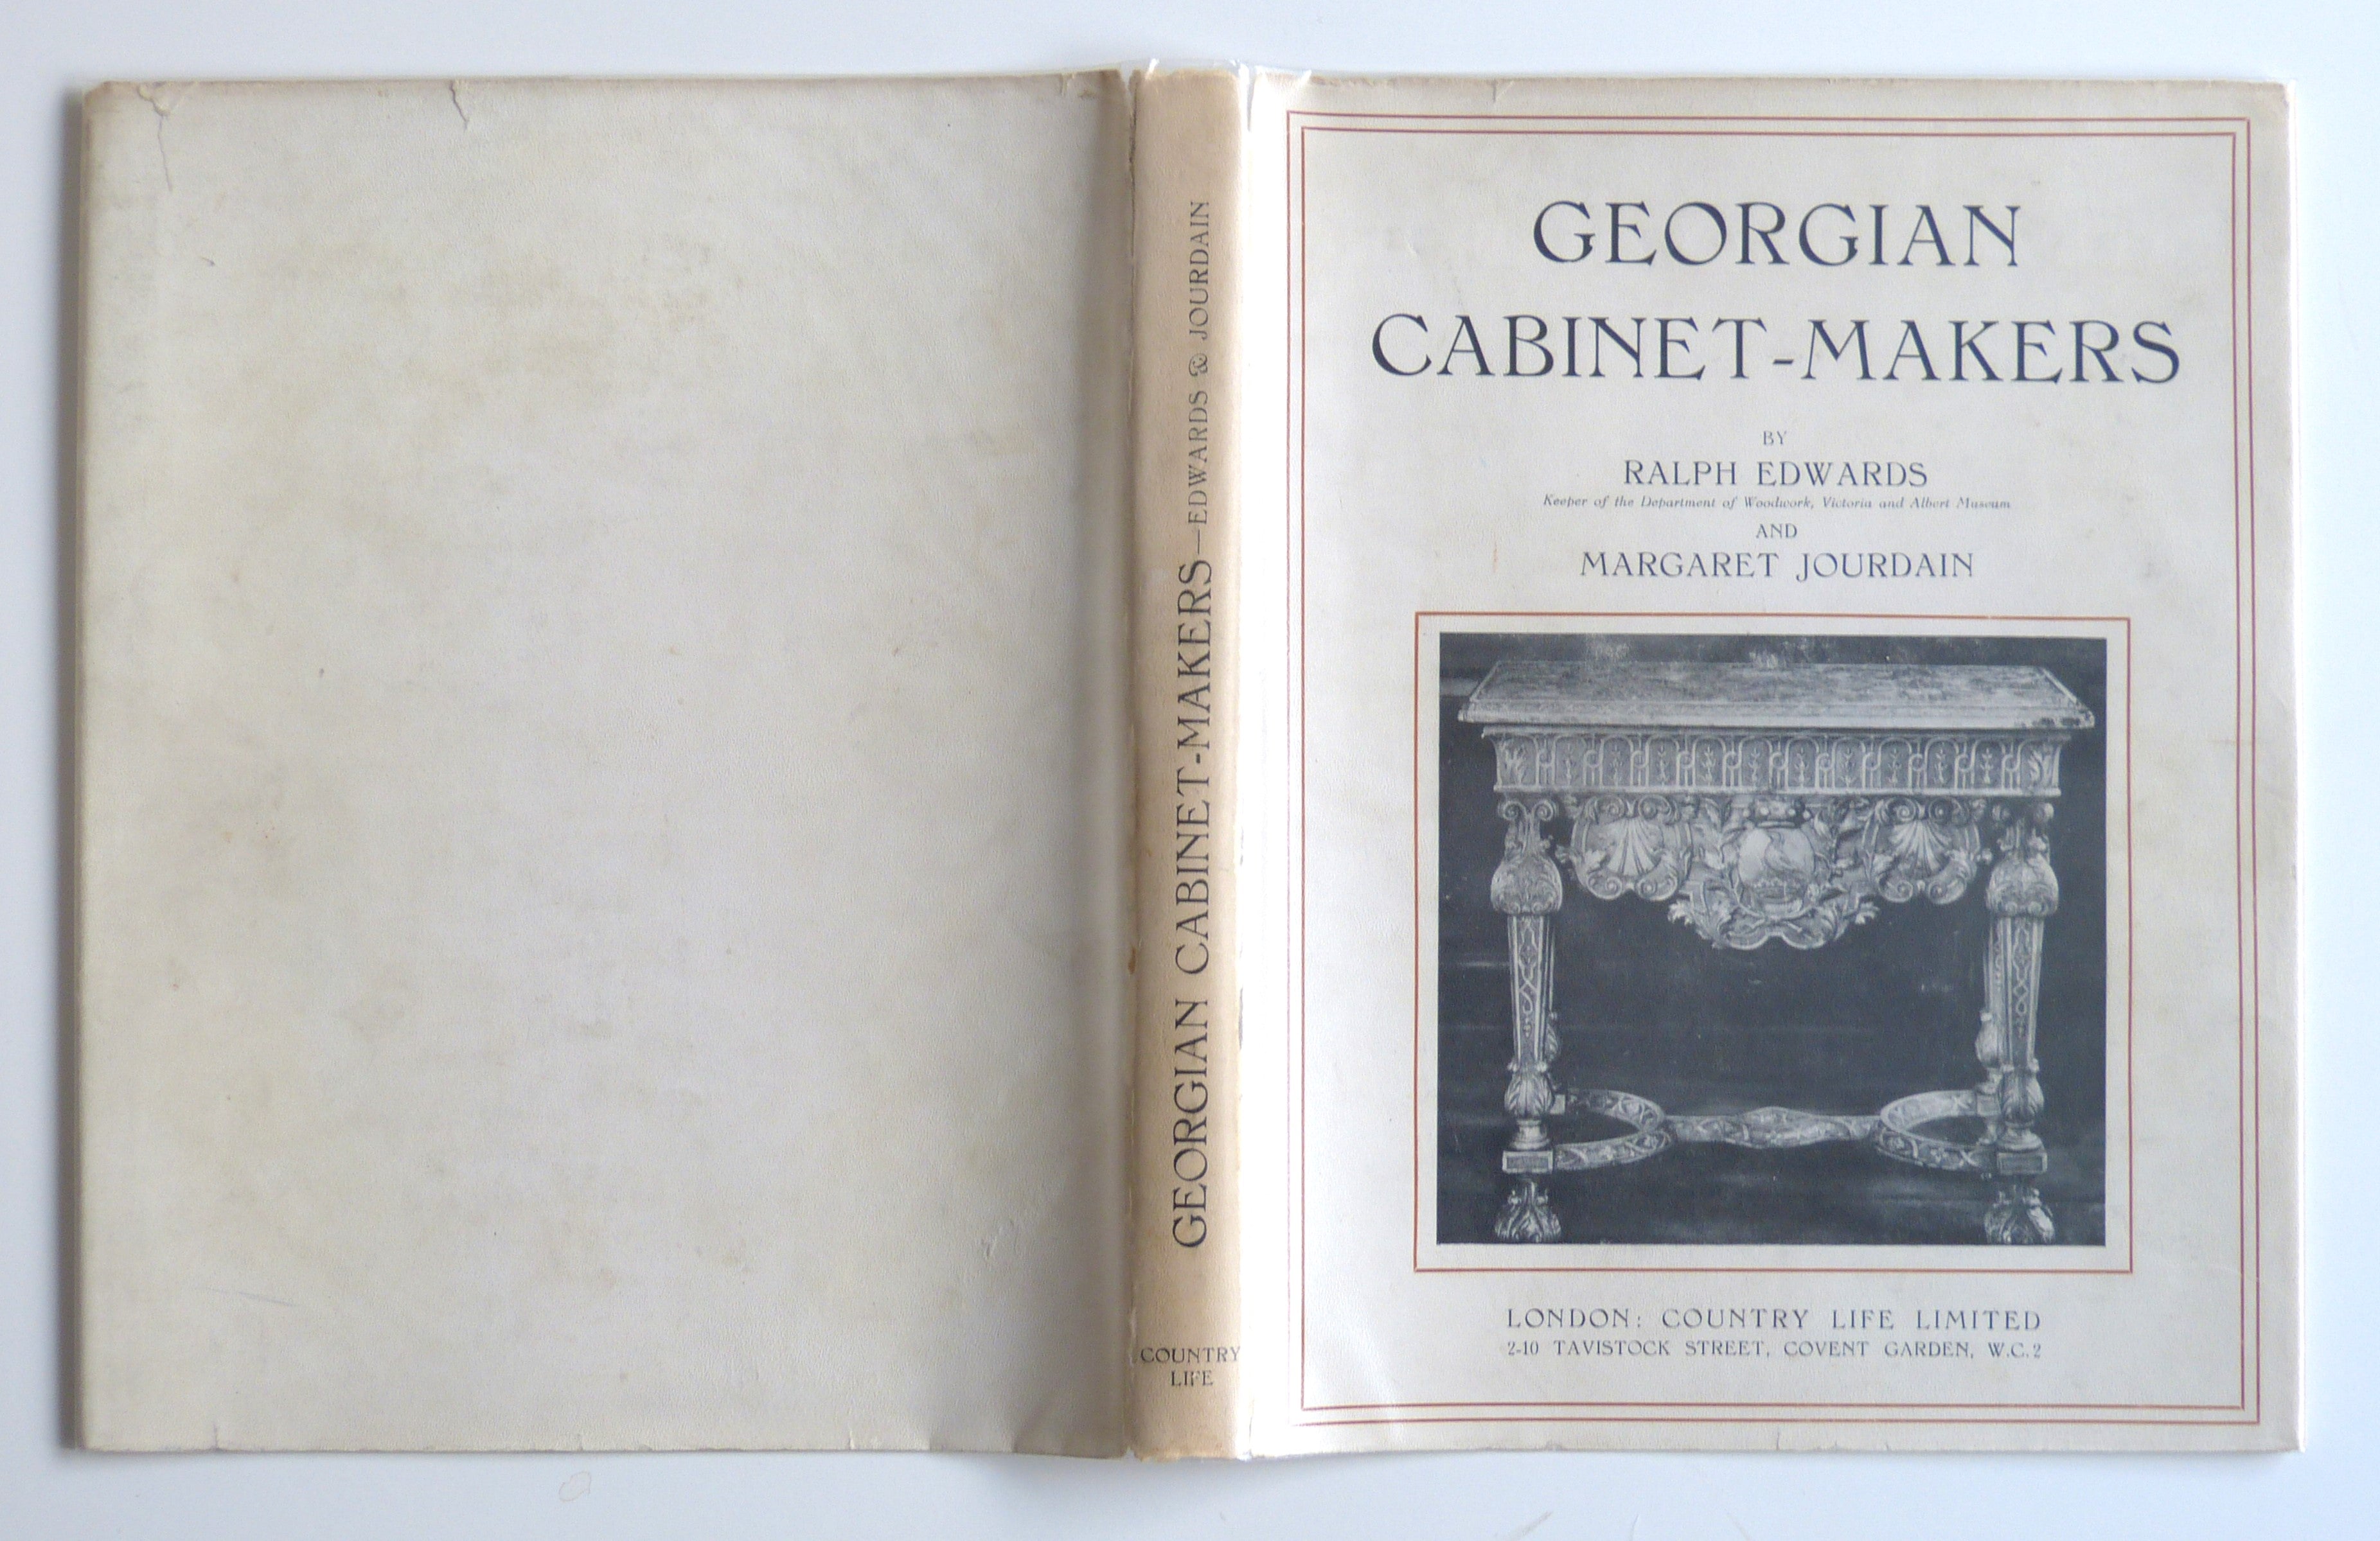 GEORGIAN CABINET-MAKERS—EDWARDS & JOURDAIN
COUNTRY
LIFE
GEORGIAN
CABINET-MAKERS
BY
RALPH EDWARDS
Keeper of the Department of Woodwork, Victoria and Albert Museum
AND
MARGARET JOURDAIN
LONDON: COUNTRY LIFE LIMITED
2-10 TAVISTOCK STREET, COVENT GARDEN, W.C.2